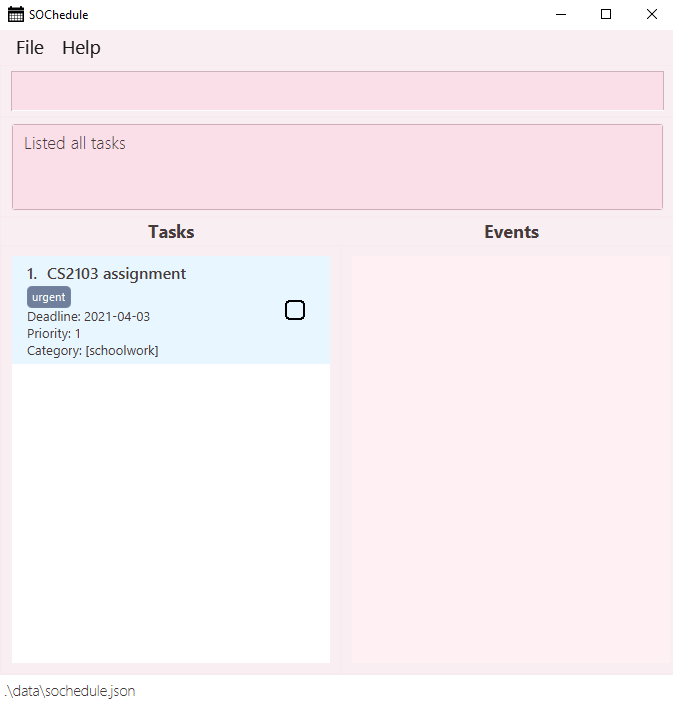 SOChedule
File Help
Listed all tasks
Tasks Events
1. CS2103 assignment
urgent
Deadline: 2021-04-03
Priority: 1
Category: [schoolwork]
.\data\sochedule.json